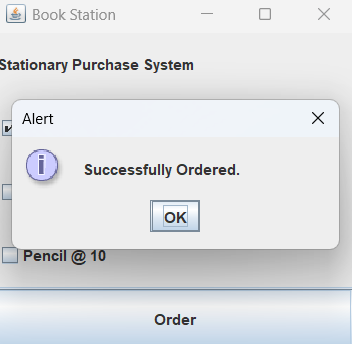 Book Station
Stationary Purchase System
Alert
Successfully Ordered.
OK
Pencil @ 10
Order